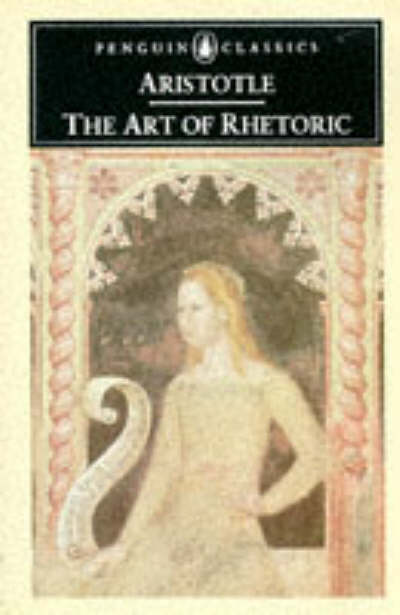 PENGUIN CLASSICS
ARISTOTLE
THE ART OF RHETORIC